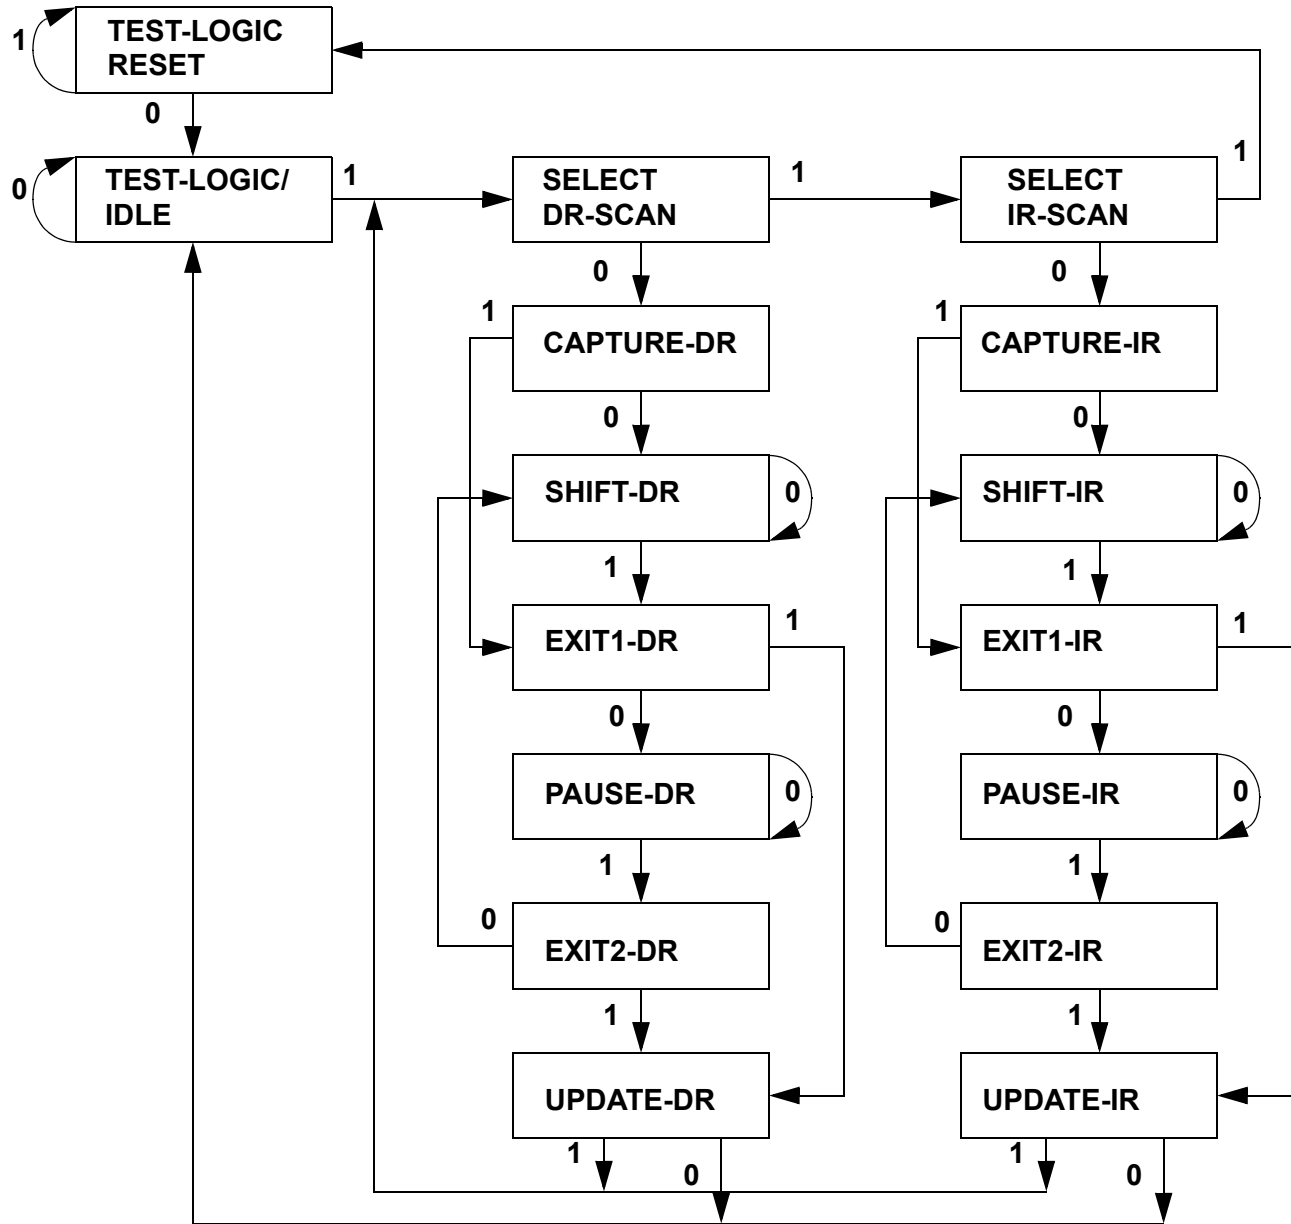 TEST-LOGIC
RESET
1
0
TEST-LOGIC/
IDLE
0
1
SELECT
DR-SCAN
1
SELECT
IR-SCAN
1
0
0
1
CAPTURE-DR
1
CAPTURE-IR
0
0
SHIFT-DR
0
SHIFT-IR
0
1
1
EXIT1-DR
1
EXIT1-IR
1
0
0
PAUSE-DR
0
PAUSE-IR
0
1
1
0
EXIT2-DR
0
EXIT2-IR
1
1
UPDATE-DR
UPDATE-IR
1
0
1
0